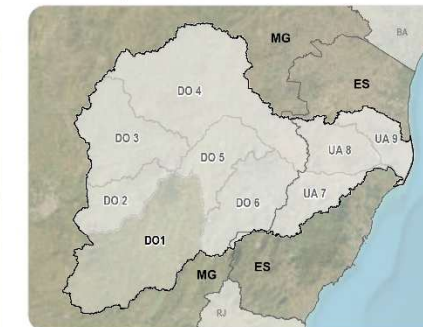 MG
BA
ES
DO 4
DO 3
DO 5
UA 8
UA 9
DO 2
DO 6
UA 7
DO1
MG
ES
RJ